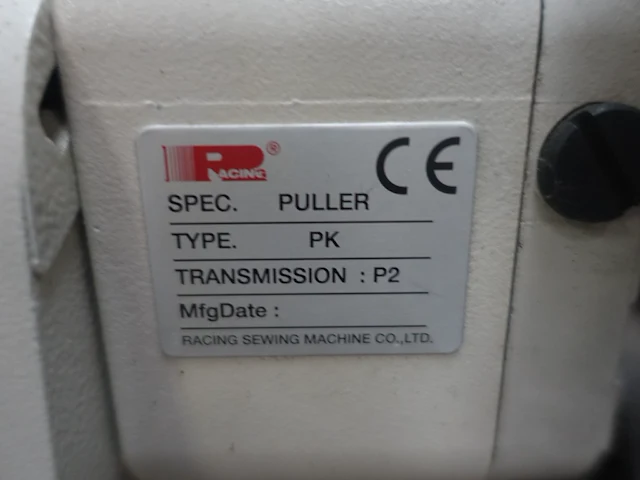 RACING® CE
SPEC. PULLER
TYPE. PK
TRANSMISSION : P2
MfgDate :
RACING SEWING MACHINE CO.,LTD.